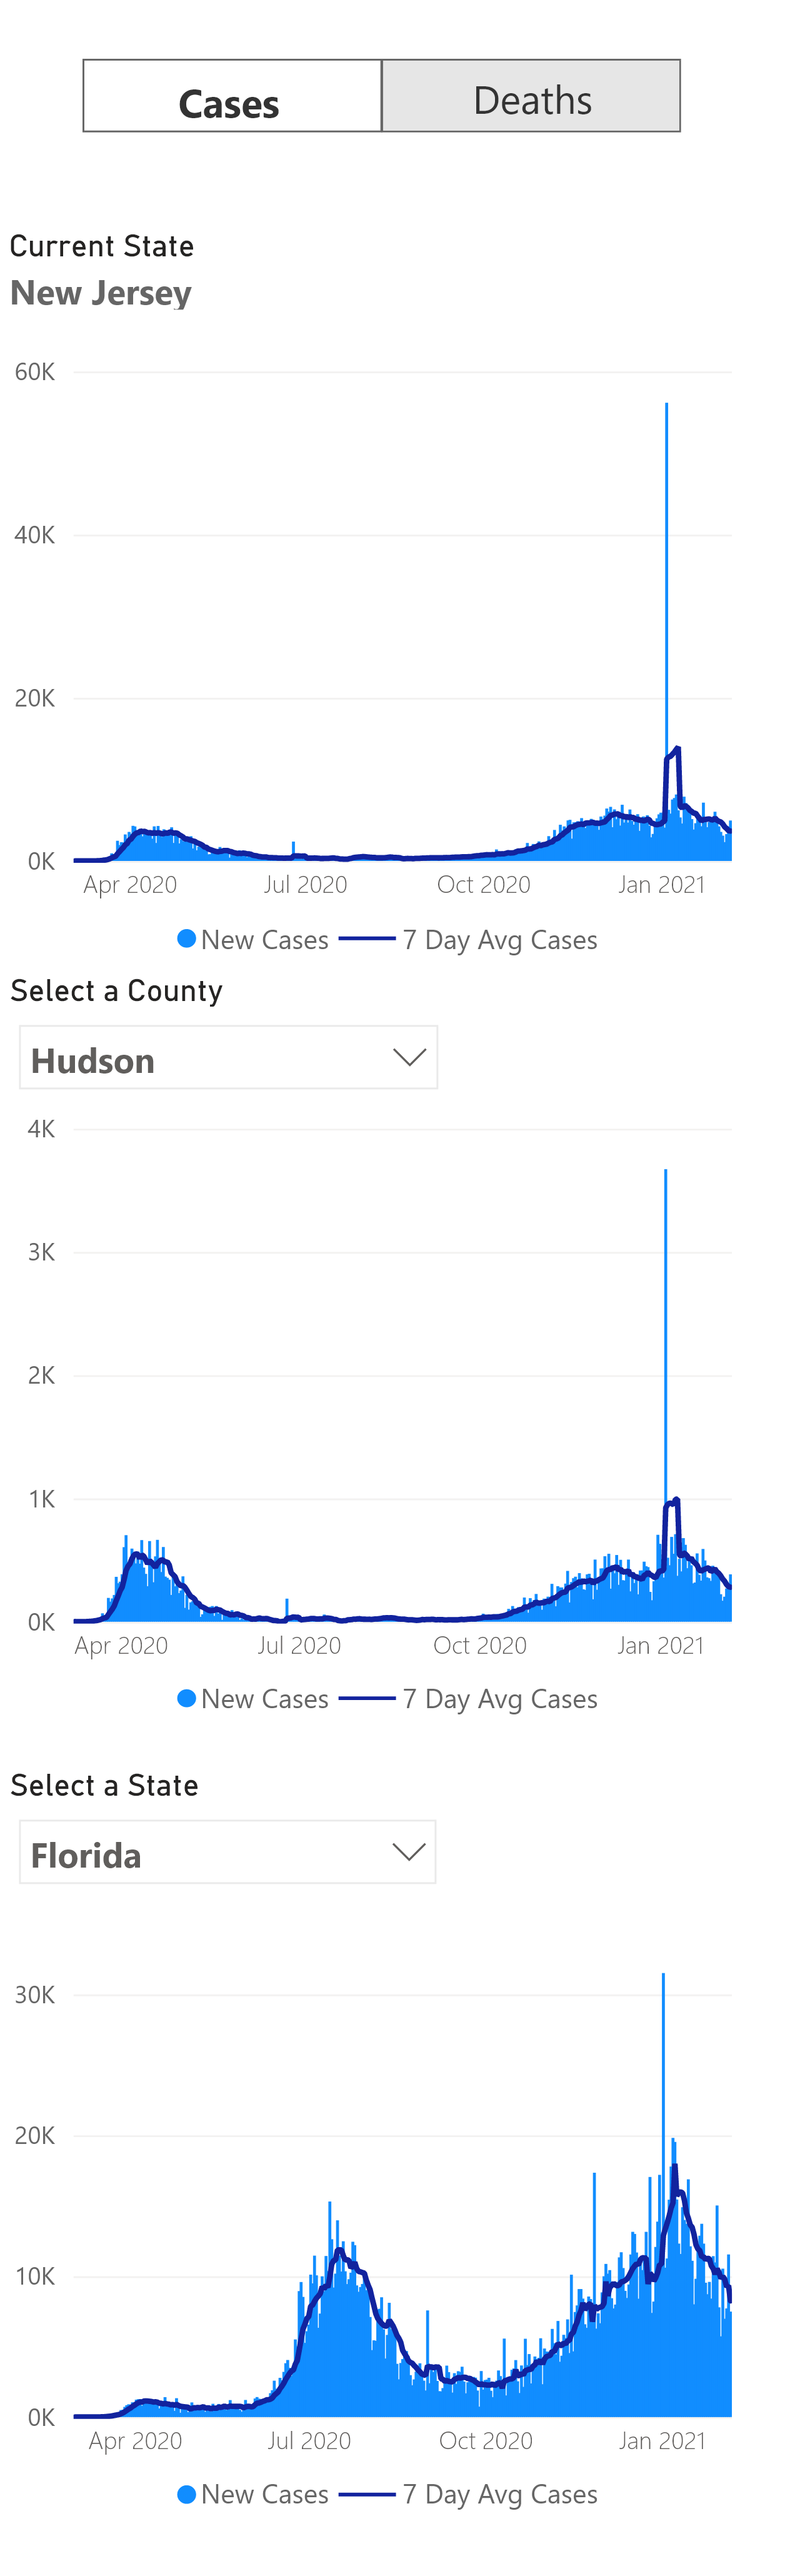 Cases Deaths
Current State
New Jersey
60K
40K
20K
0K
Apr 2020 Jul 2020 Oct 2020 Jan 2021
New Cases 7 Day Avg Cases
Select a County
Hudson
4K
3K
2K
1K
0K
Apr 2020 Jul 2020 Oct 2020 Jan 2021
New Cases 7 Day Avg Cases
Select a State
Florida
30K
20K
10K
0K
Apr 2020 Jul 2020 Oct 2020 Jan 2021
New Cases 7 Day Avg Cases